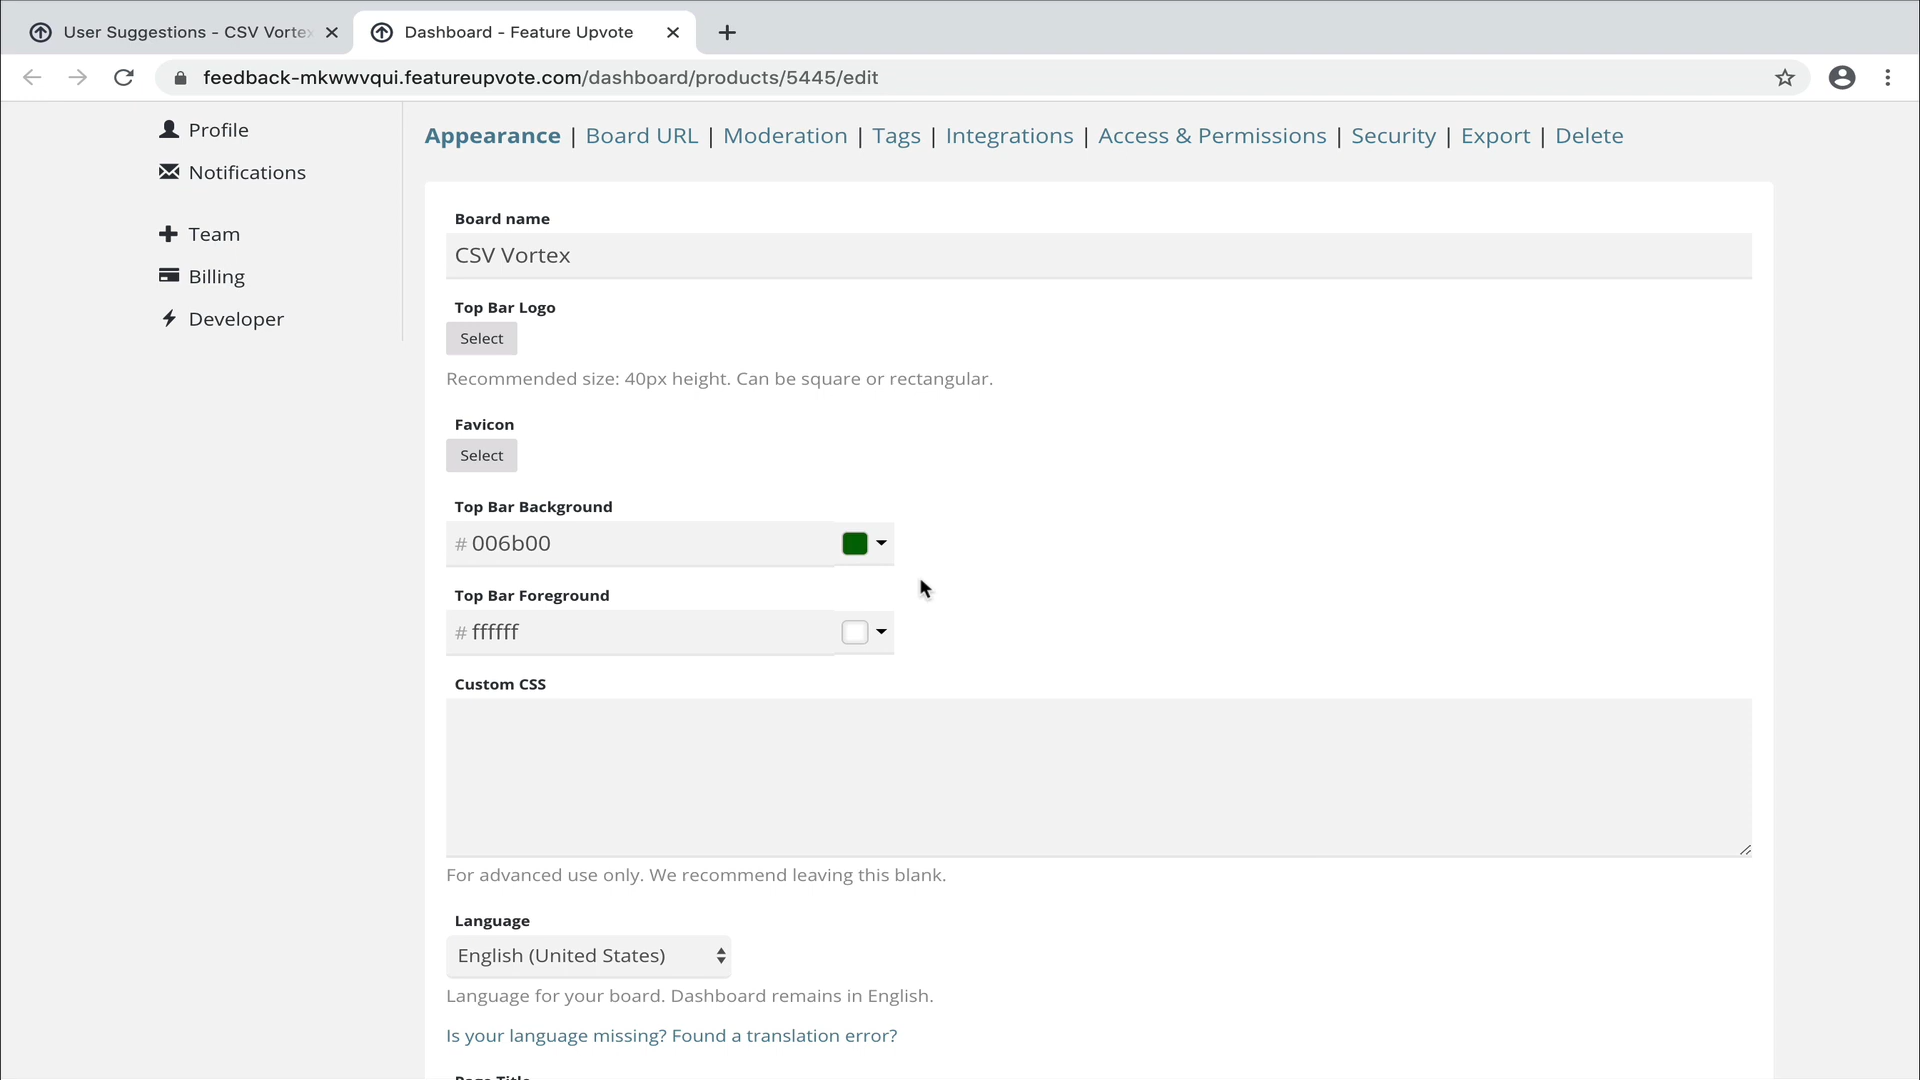 User Suggestions - CSV Vortex
Dashboard - Feature Upvote
feedback-mkwwvqui.featureupvote.com/dashboard/products/5445/edit
Profile
Notifications
Team
Billing
Developer
Appearance | Board URL | Moderation | Tags | Integrations | Access & Permissions | Security | Export | Delete
Board name
CSV Vortex
Top Bar Logo
Select
Recommended size: 40px height. Can be square or rectangular.
Favicon
Select
Top Bar Background
# 006b00
Top Bar Foreground
# ffffff
Custom CSS
For advanced use only. We recommend leaving this blank.
Language
English (United States)
Language for your board. Dashboard remains in English.
Is your language missing? Found a translation error?
Page Title